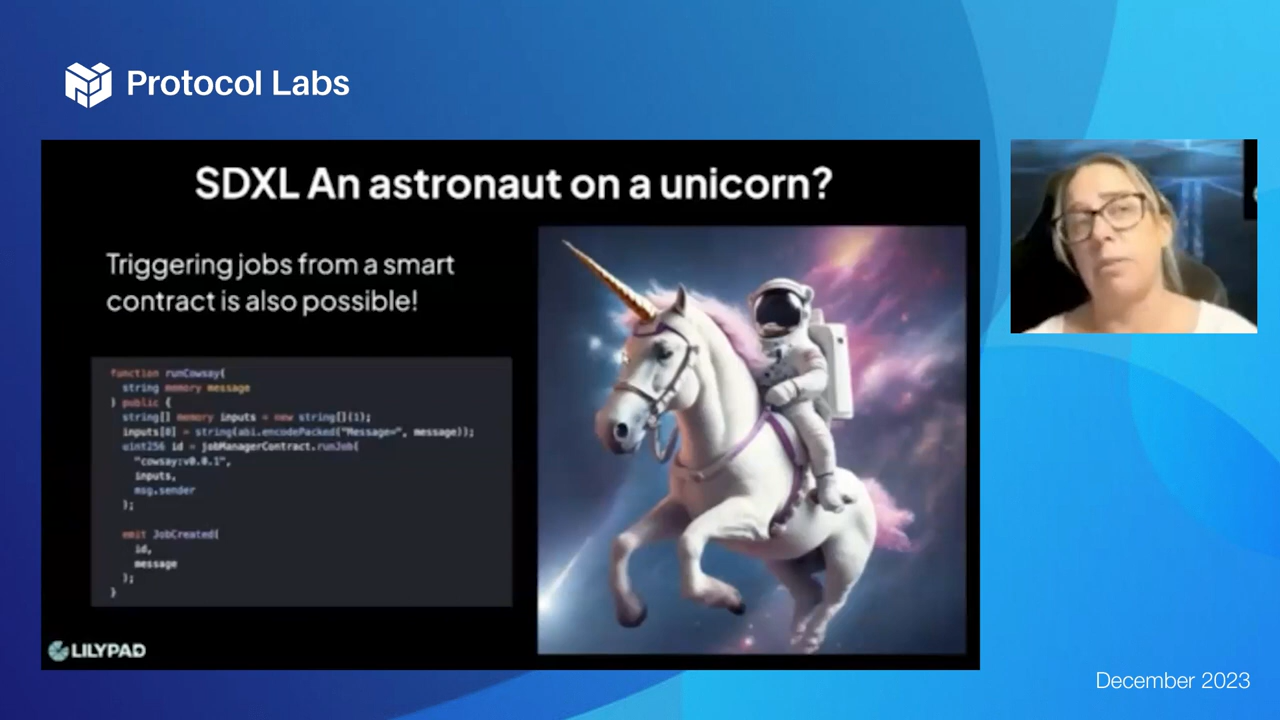 Protocol Labs
SDXL An astronaut on a unicorn?
Triggering jobs from a smart
contract is also possible!
function runCowsay(
string memory message
) public {
string[] memory inputs = new string[](1);
inputs[0] = string(abi.encodePacked("Message=", message));
uint256 id = jobManagerContract.runJob(
"cowsay:v0.0.1",
inputs,
msg.sender
);
emit JobCreated(
id,
message
);
}
LILYPAD
December 2023